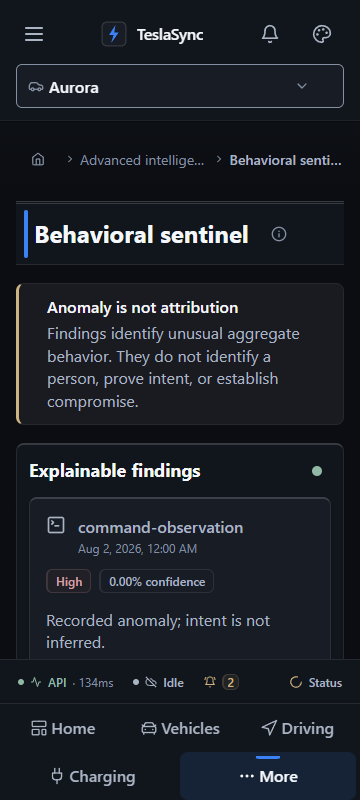 TeslaSync
Aurora
Advanced intellige... Behavioral senti...
Behavioral sentinel
Anomaly is not attribution
Findings identify unusual aggregate
behavior. They do not identify a
person, prove intent, or establish
compromise.
Explainable findings
command-observation
Aug 2, 2026, 12:00 AM
High 0.00% confidence
Recorded anomaly; intent is not
inferred.
API · 134ms Idle 2 Status
Home Vehicles Driving
Charging More